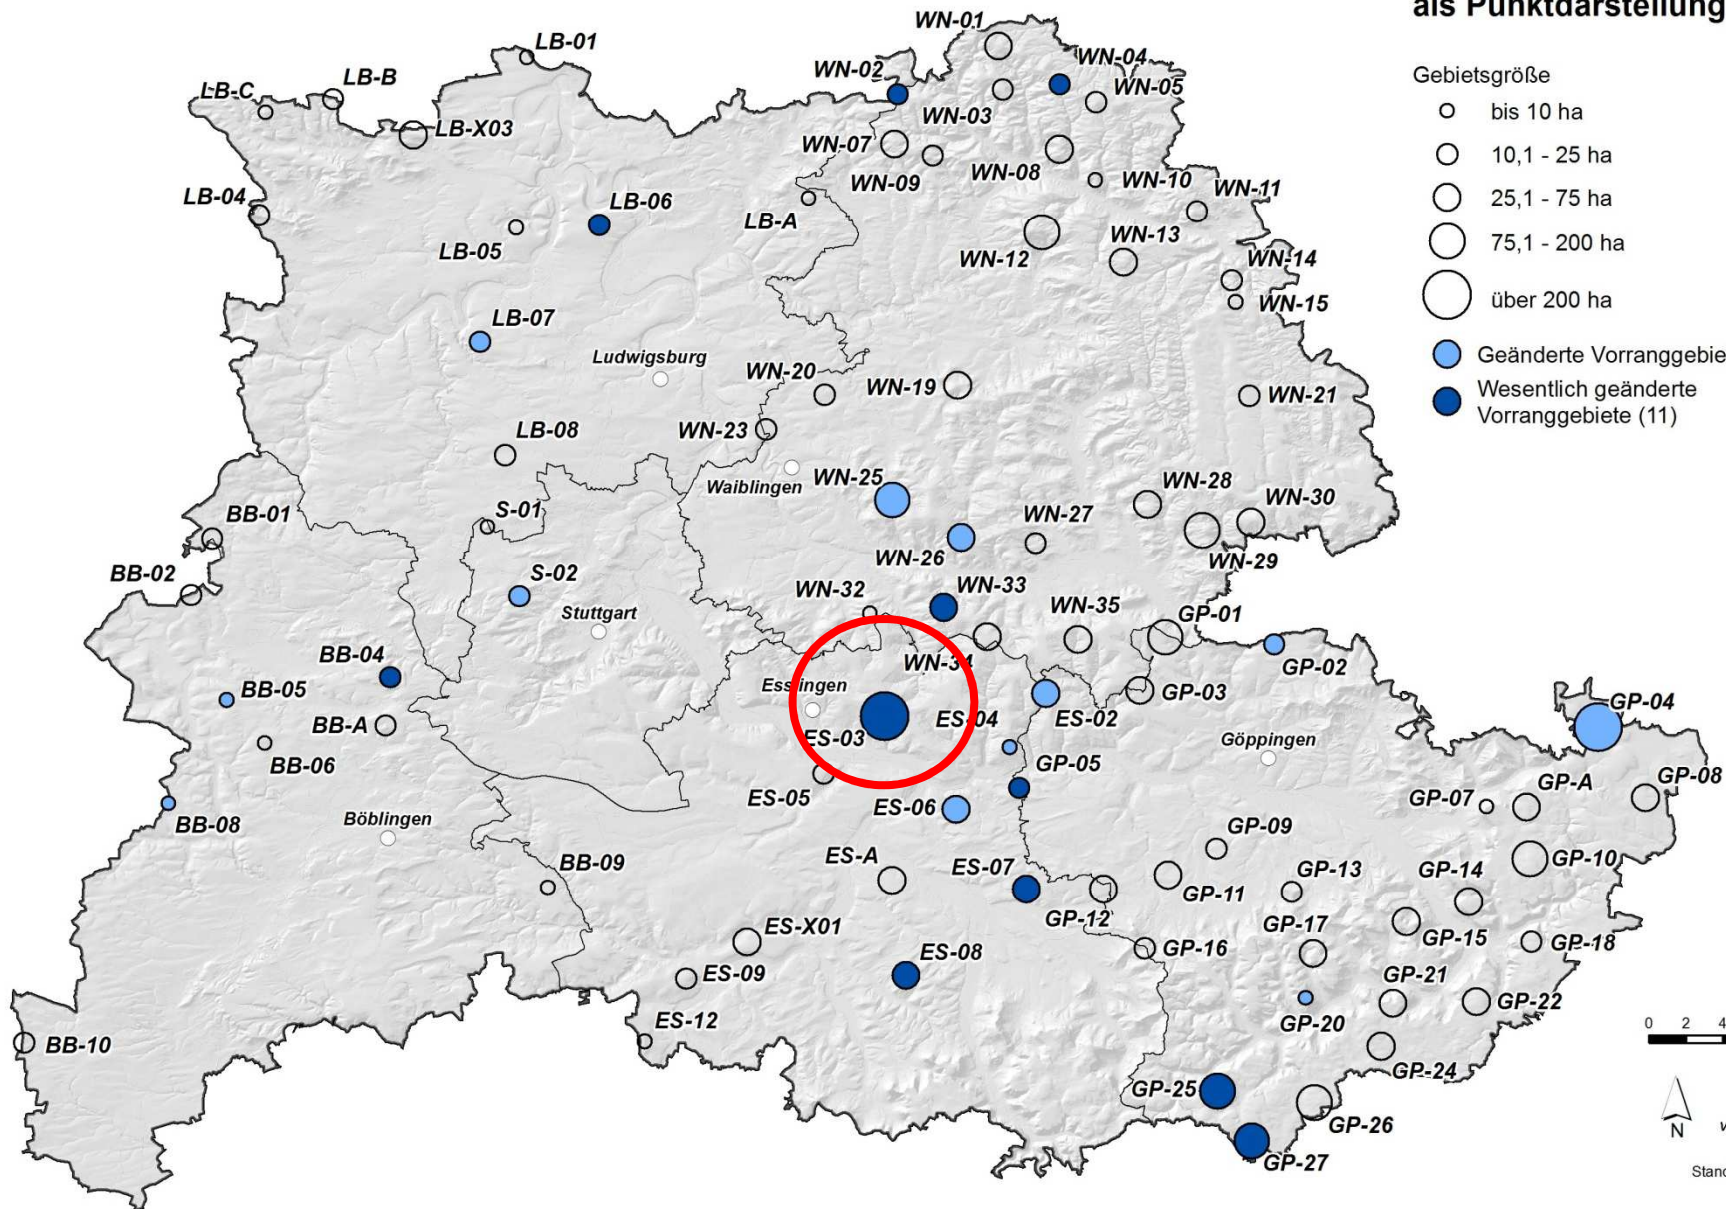 als Punktdarstellung
Gebietsgröße
bis 10 ha
10,1 - 25 ha
25,1 - 75 ha
75,1 - 200 ha
über 200 ha
Geänderte Vorranggebie
Wesentlich geänderte
Vorranggebiete (11)
WN-01
LB-01
WN-02
WN-04
LB-C
LB-B
WN-05
WN-03
LB-X03
WN-07
WN-09
WN-08
WN-10
WN-11
LB-04
LB-06
LB-A
LB-05
WN-12
WN-13
WN-14
WN-15
LB-07
Ludwigsburg
WN-20
WN-19
WN-21
WN-23
LB-08
Waiblingen
WN-25
WN-28
WN-30
BB-01
S-01
WN-27
WN-26
WN-29
BB-02
S-02
WN-32
WN-33
WN-35
GP-01
Stuttgart
BB-04
WN-34
GP-02
BB-05
Esslingen
GP-03
BB-A
ES-03
ES-04
ES-02
GP-04
Göppingen
BB-06
GP-05
GP-A
GP-08
ES-05
ES-06
GP-07
BB-08
Böblingen
GP-09
BB-09
ES-A
ES-07
GP-10
GP-11
GP-13
GP-14
GP-12
GP-17
ES-X01
GP-15
GP-16
GP-18
ES-09
ES-08
GP-21
GP-22
GP-20
ES-12
BB-10
GP-24
GP-25
GP-26
GP-27
0 2 4
N
v
Stand